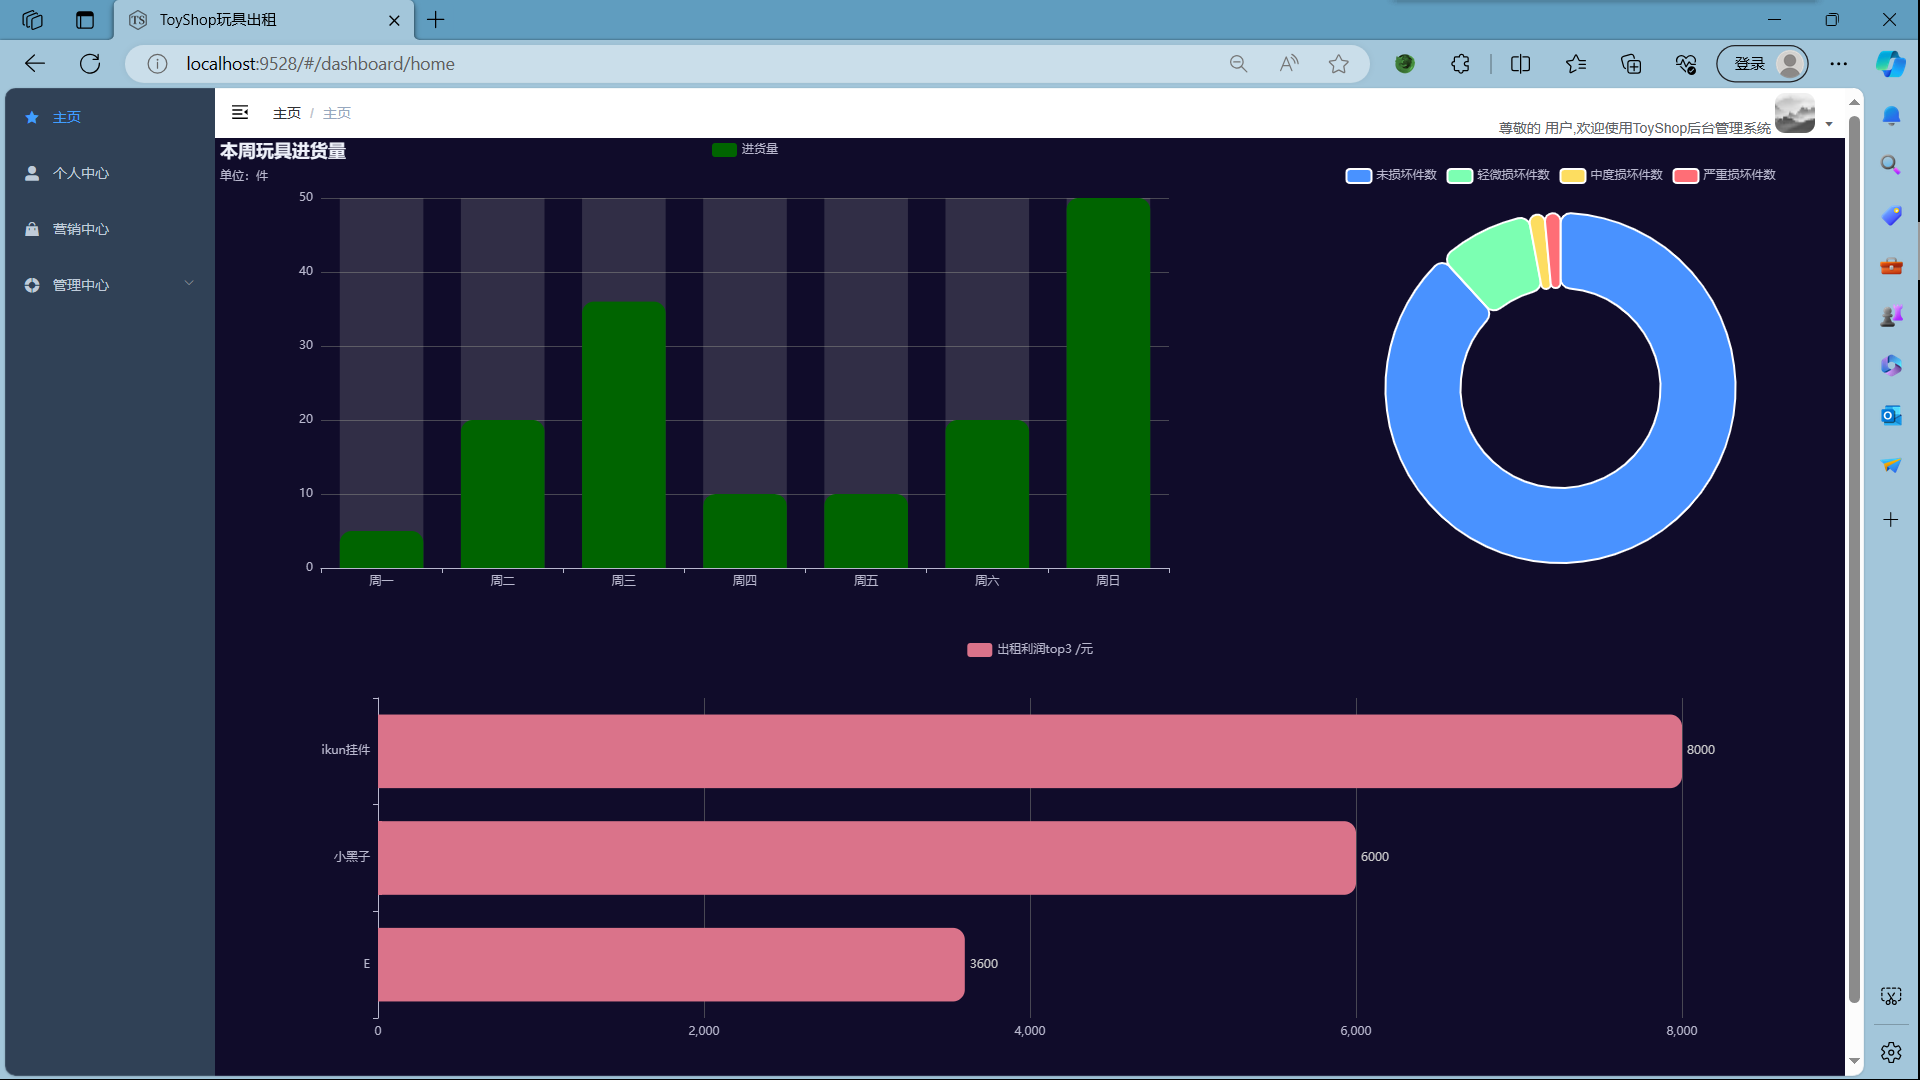 ToyShop玩具出租
localhost:9528/#/dashboard/home
登录
主页
个人中心
营销中心
管理中心
主页 / 主页
尊敬的 用户,欢迎使用ToyShop后台管理系统
本周玩具进货量
单位：件
进货量
50
40
30
20
10
0
周一 周二 周三 周四 周五 周六 周日
未损坏件数 轻微损坏件数 中度损坏件数 严重损坏件数
出租利润top3 /元
ikun挂件 8000
小黑子 6000
E 3600
0 2,000 4,000 6,000 8,000